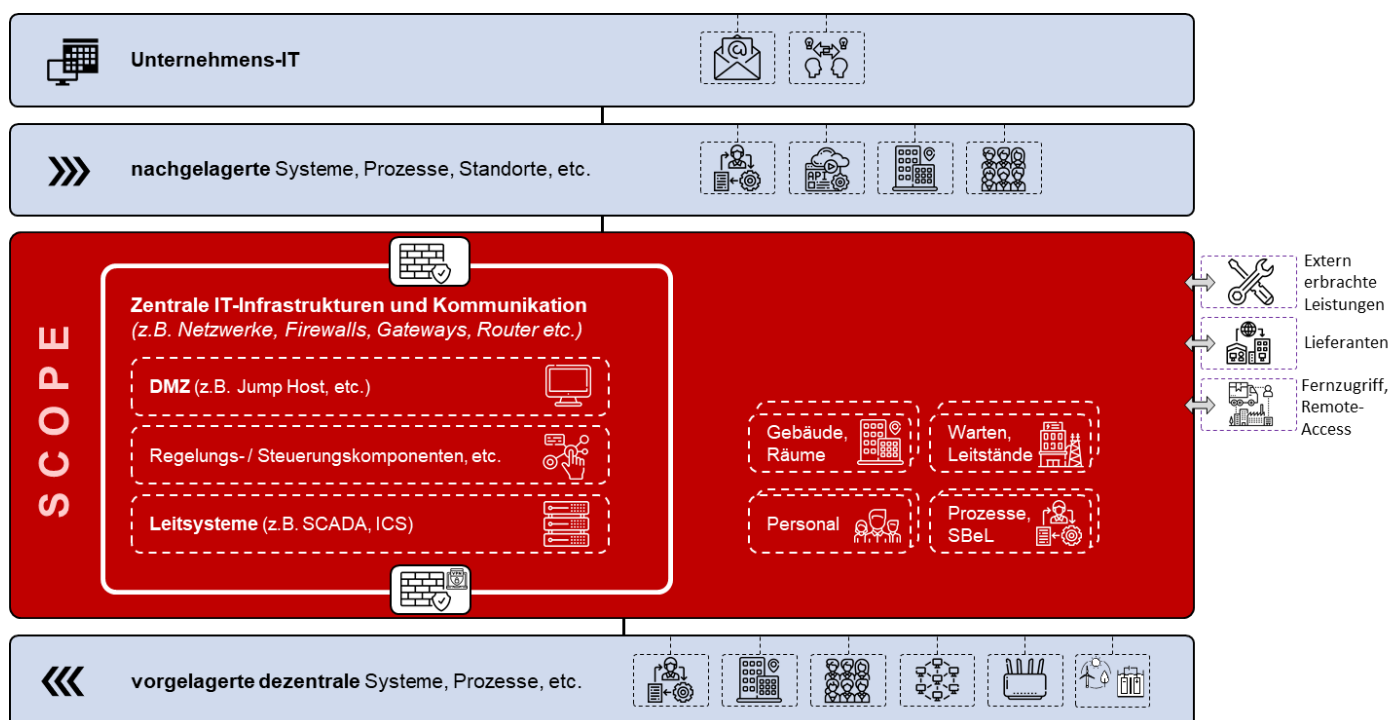 Unternehmens-IT
nachgelagerte Systeme, Prozesse, Standorte, etc.
API
SCOPE
Zentrale IT-Infrastrukturen und Kommunikation
(z.B. Netzwerke, Firewalls, Gateways, Router etc.)
DMZ (z.B. Jump Host, etc.)
Regelungs- / Steuerungskomponenten, etc.
Leitsysteme (z.B. SCADA, ICS)
Gebäude,
Räume
Warten,
Leitstände
Personal
Prozesse,
SBeL
Extern
erbrachte
Leistungen
Lieferanten
Fernzugriff,
Remote-
Access
VPN
vorgelagerte dezentrale Systeme, Prozesse, etc.